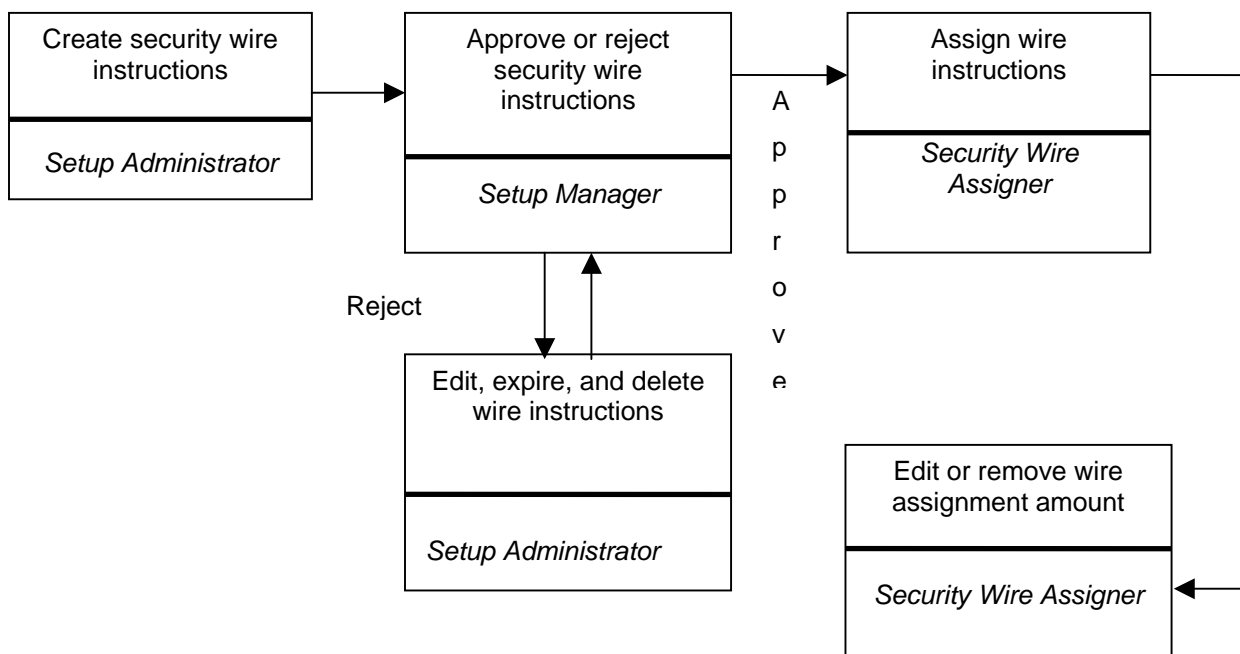 Create security wire
instructions
Setup Administrator
Approve or reject
security wire
instructions
Setup Manager
A
p
p
r
o
v
e
Assign wire
instructions
Security Wire
Assigner
Reject
Edit, expire, and delete
wire instructions
Setup Administrator
Edit or remove wire
assignment amount
Security Wire Assigner